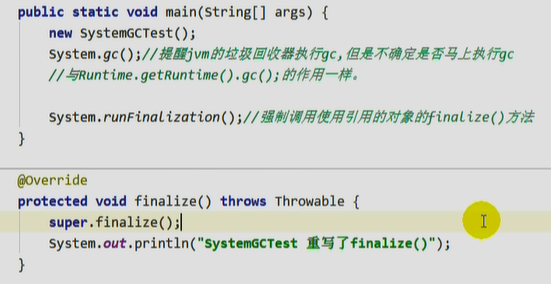 public static void main(String[] args) {
new SystemGCTest();
System.gc();//提醒jvm的垃圾回收器执行gc,但是不确定是否马上执行gc
//与Runtime.getRuntime().gc();的作用一样。
System.runFinalization();//强制调用使用引用的对象的finalize()方法
}
@Override
protected void finalize() throws Throwable {
super.finalize();
System.out.println("SystemGCTest 重写了finalize()");
}